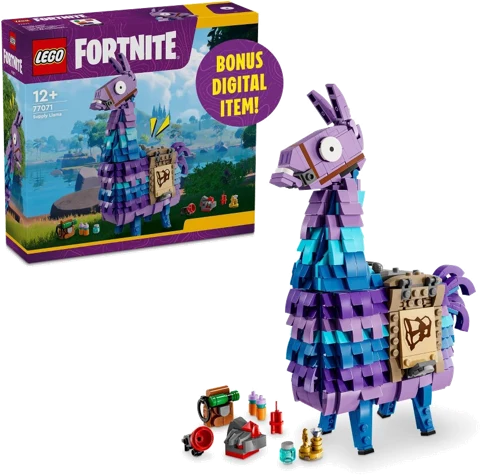 LEGO
FORTNITE
12+
77071
Supply Llama
BONUS
DIGITAL
ITEM!